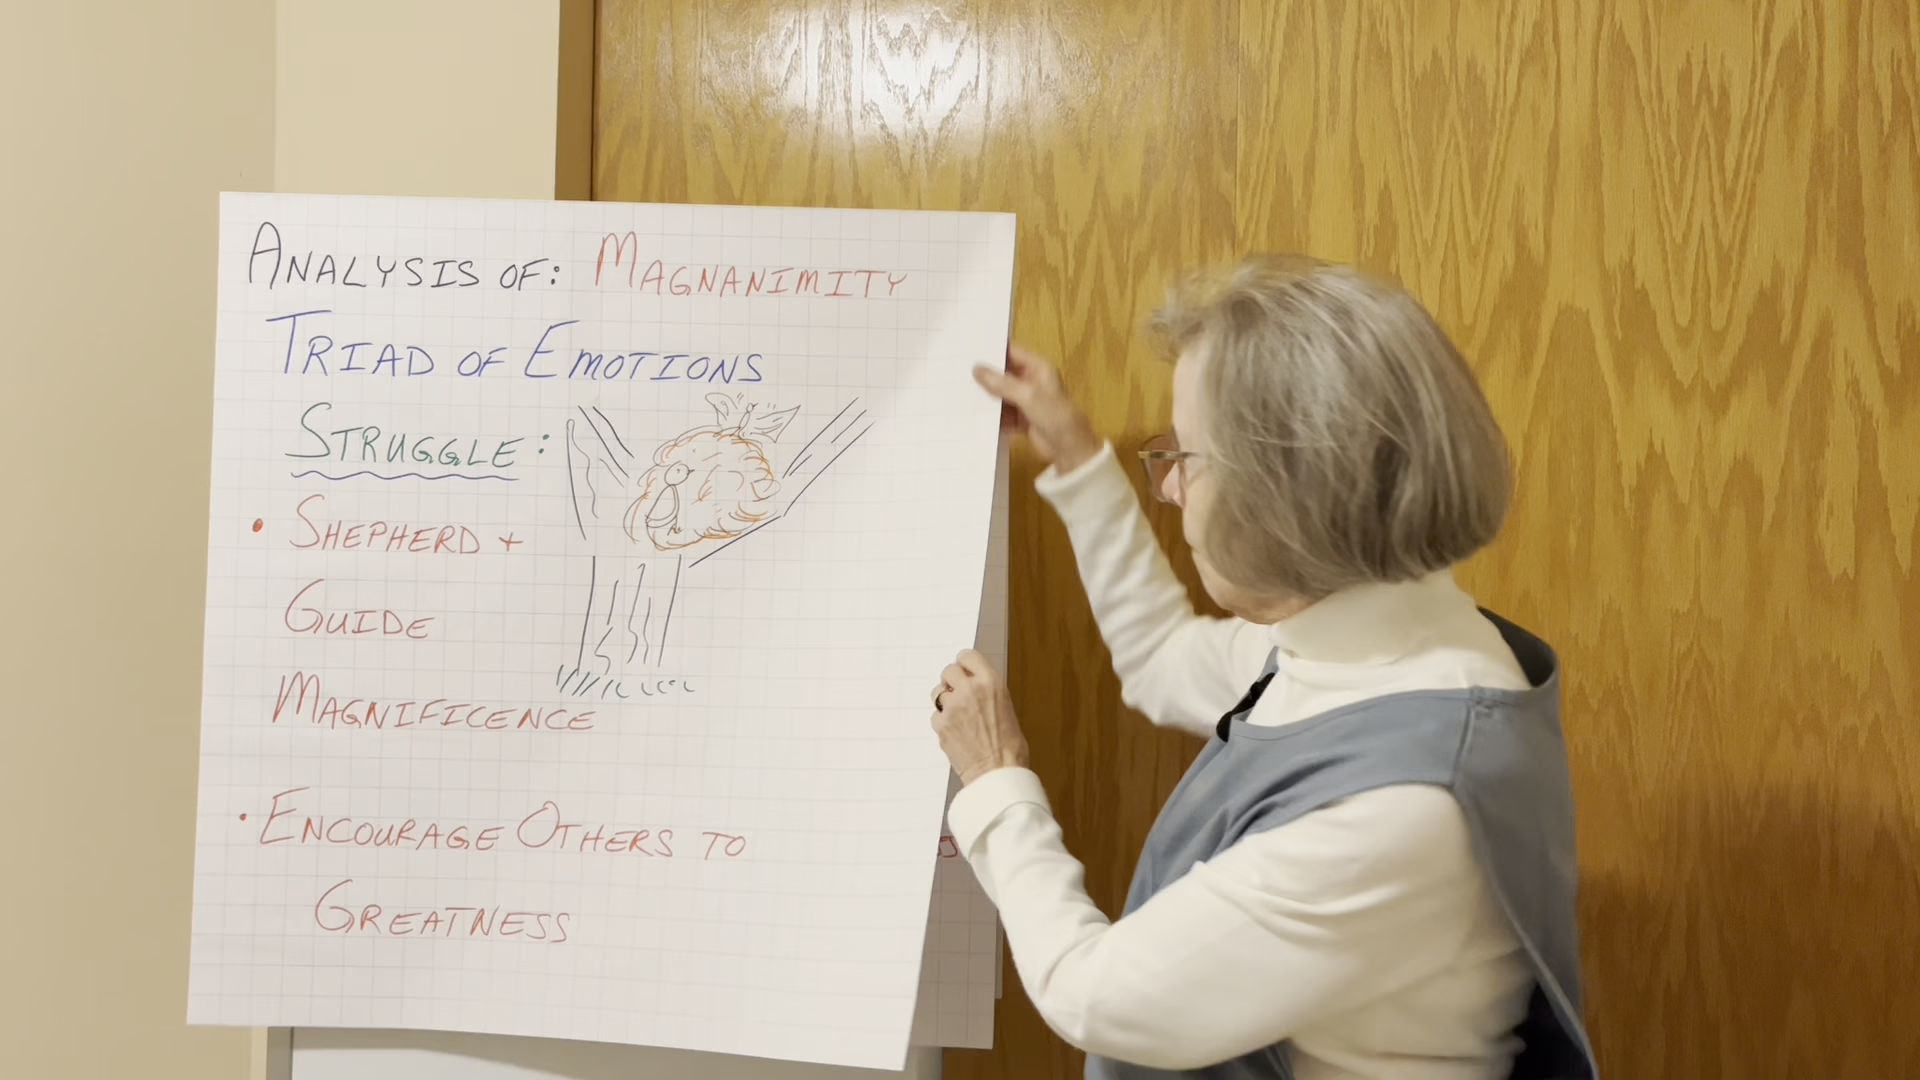 ANALYSIS OF: MAGNANIMITY
TRIAD OF EMOTIONS
STRUGGLE:
• SHEPHERD +
GUIDE
MAGNIFICENCE
• ENCOURAGE OTHERS TO
GREATNESS